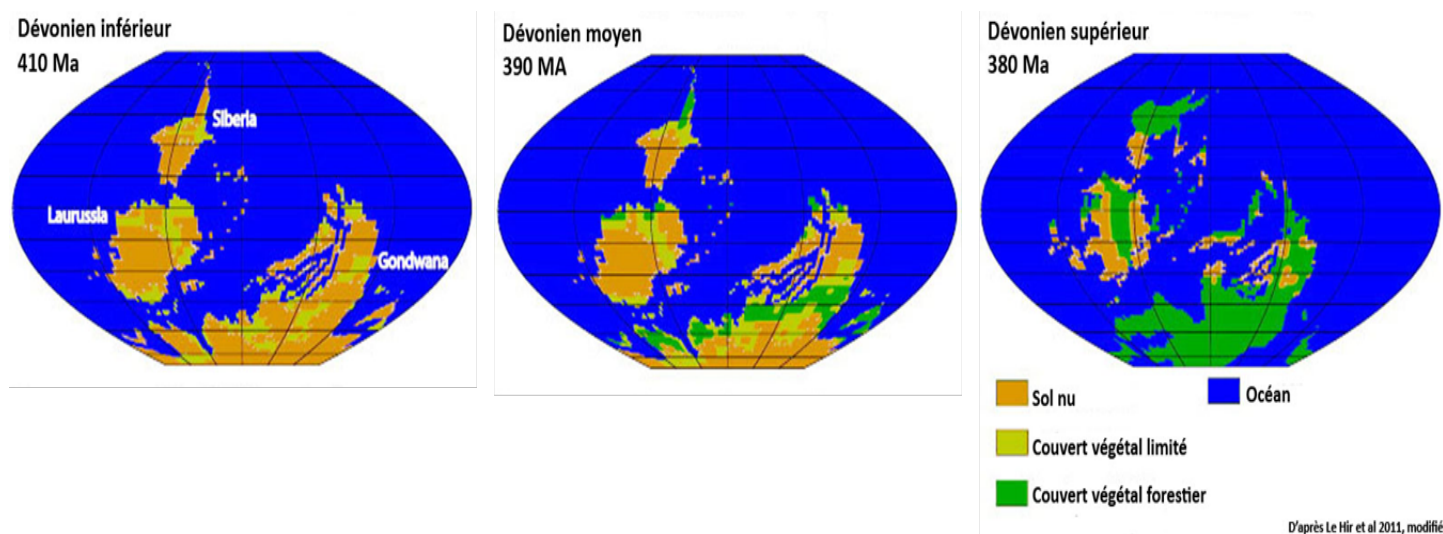 Dévonien inférieur
410 Ma
Siberia
Laurussia
Gondwana
Dévonien moyen
390 MA
Dévonien supérieur
380 Ma
Sol nu
Océan
Couvert végétal limité
Couvert végétal forestier
D'après Le Hir et al 2011, modifié